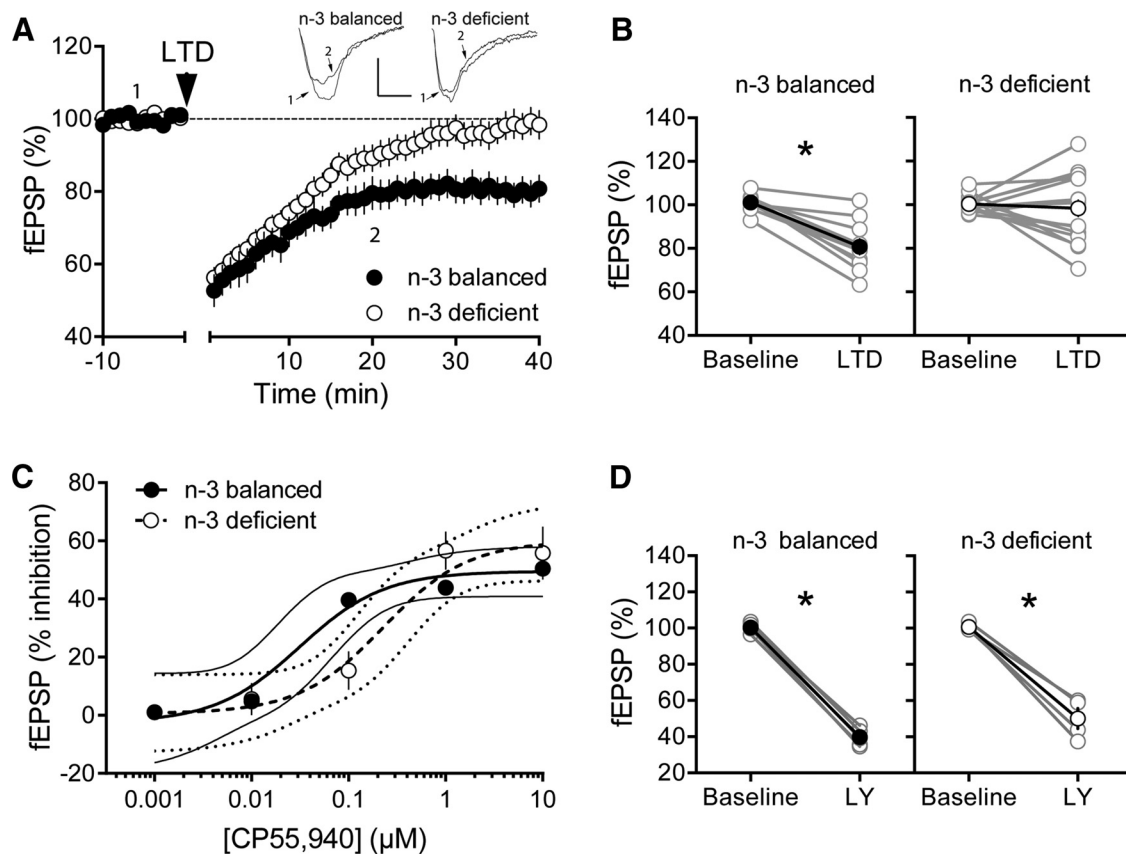 A
LTD
n-3 balanced
n-3 deficient
1
2
1
2
1
2
fEPSP (%)
120
100
80
60
40
-10
10
20
30
40
Time (min)
n-3 balanced
n-3 deficient
B
n-3 balanced
n-3 deficient
*
fEPSP (%)
140
120
100
80
60
40
Baseline
LTD
Baseline
LTD
C
n-3 balanced
n-3 deficient
fEPSP (% inhibition)
80
60
40
20
0
-20
0.001
0.01
0.1
1
10
[CP55,940] (µM)
D
n-3 balanced
n-3 deficient
*
*
fEPSP (%)
140
120
100
80
60
40
20
Baseline
LY
Baseline
LY